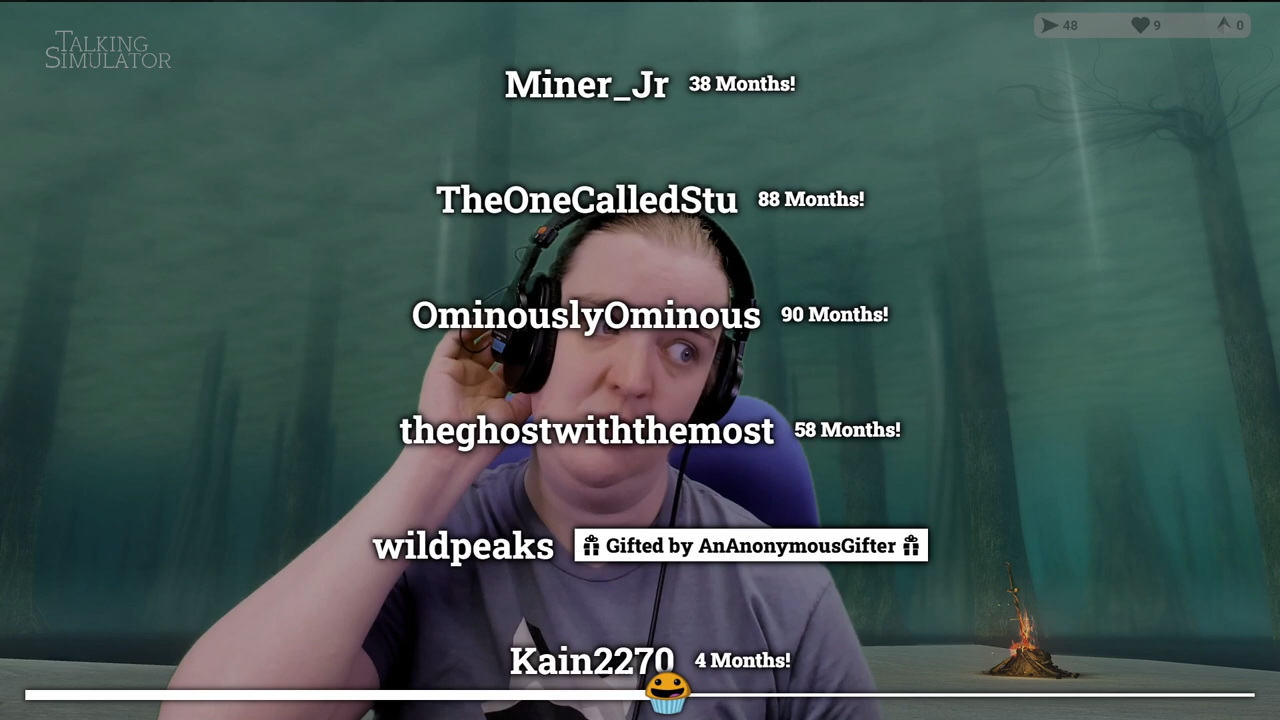 TALKING
SIMULATOR
48 9 0
Miner_Jr 38 Months!
TheOneCalledStu 88 Months!
OminouslyOminous 90 Months!
theghostwiththemost 58 Months!
wildpeaks Gifted by AnAnonymousGifter
Kain2270 4 Months!